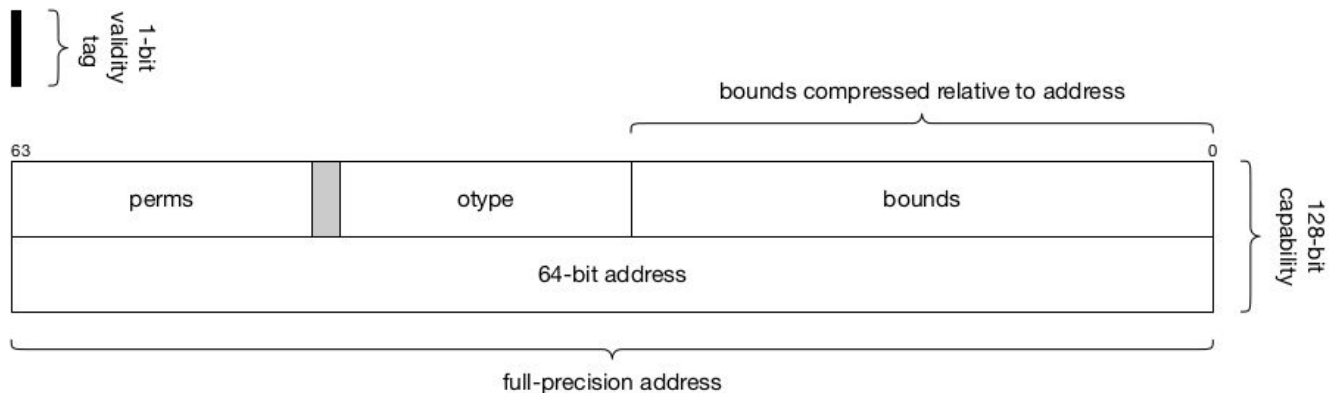 1-bit
validity
tag
bounds compressed relative to address
63
0
perms
otype
bounds
128-bit
capability
64-bit address
full-precision address